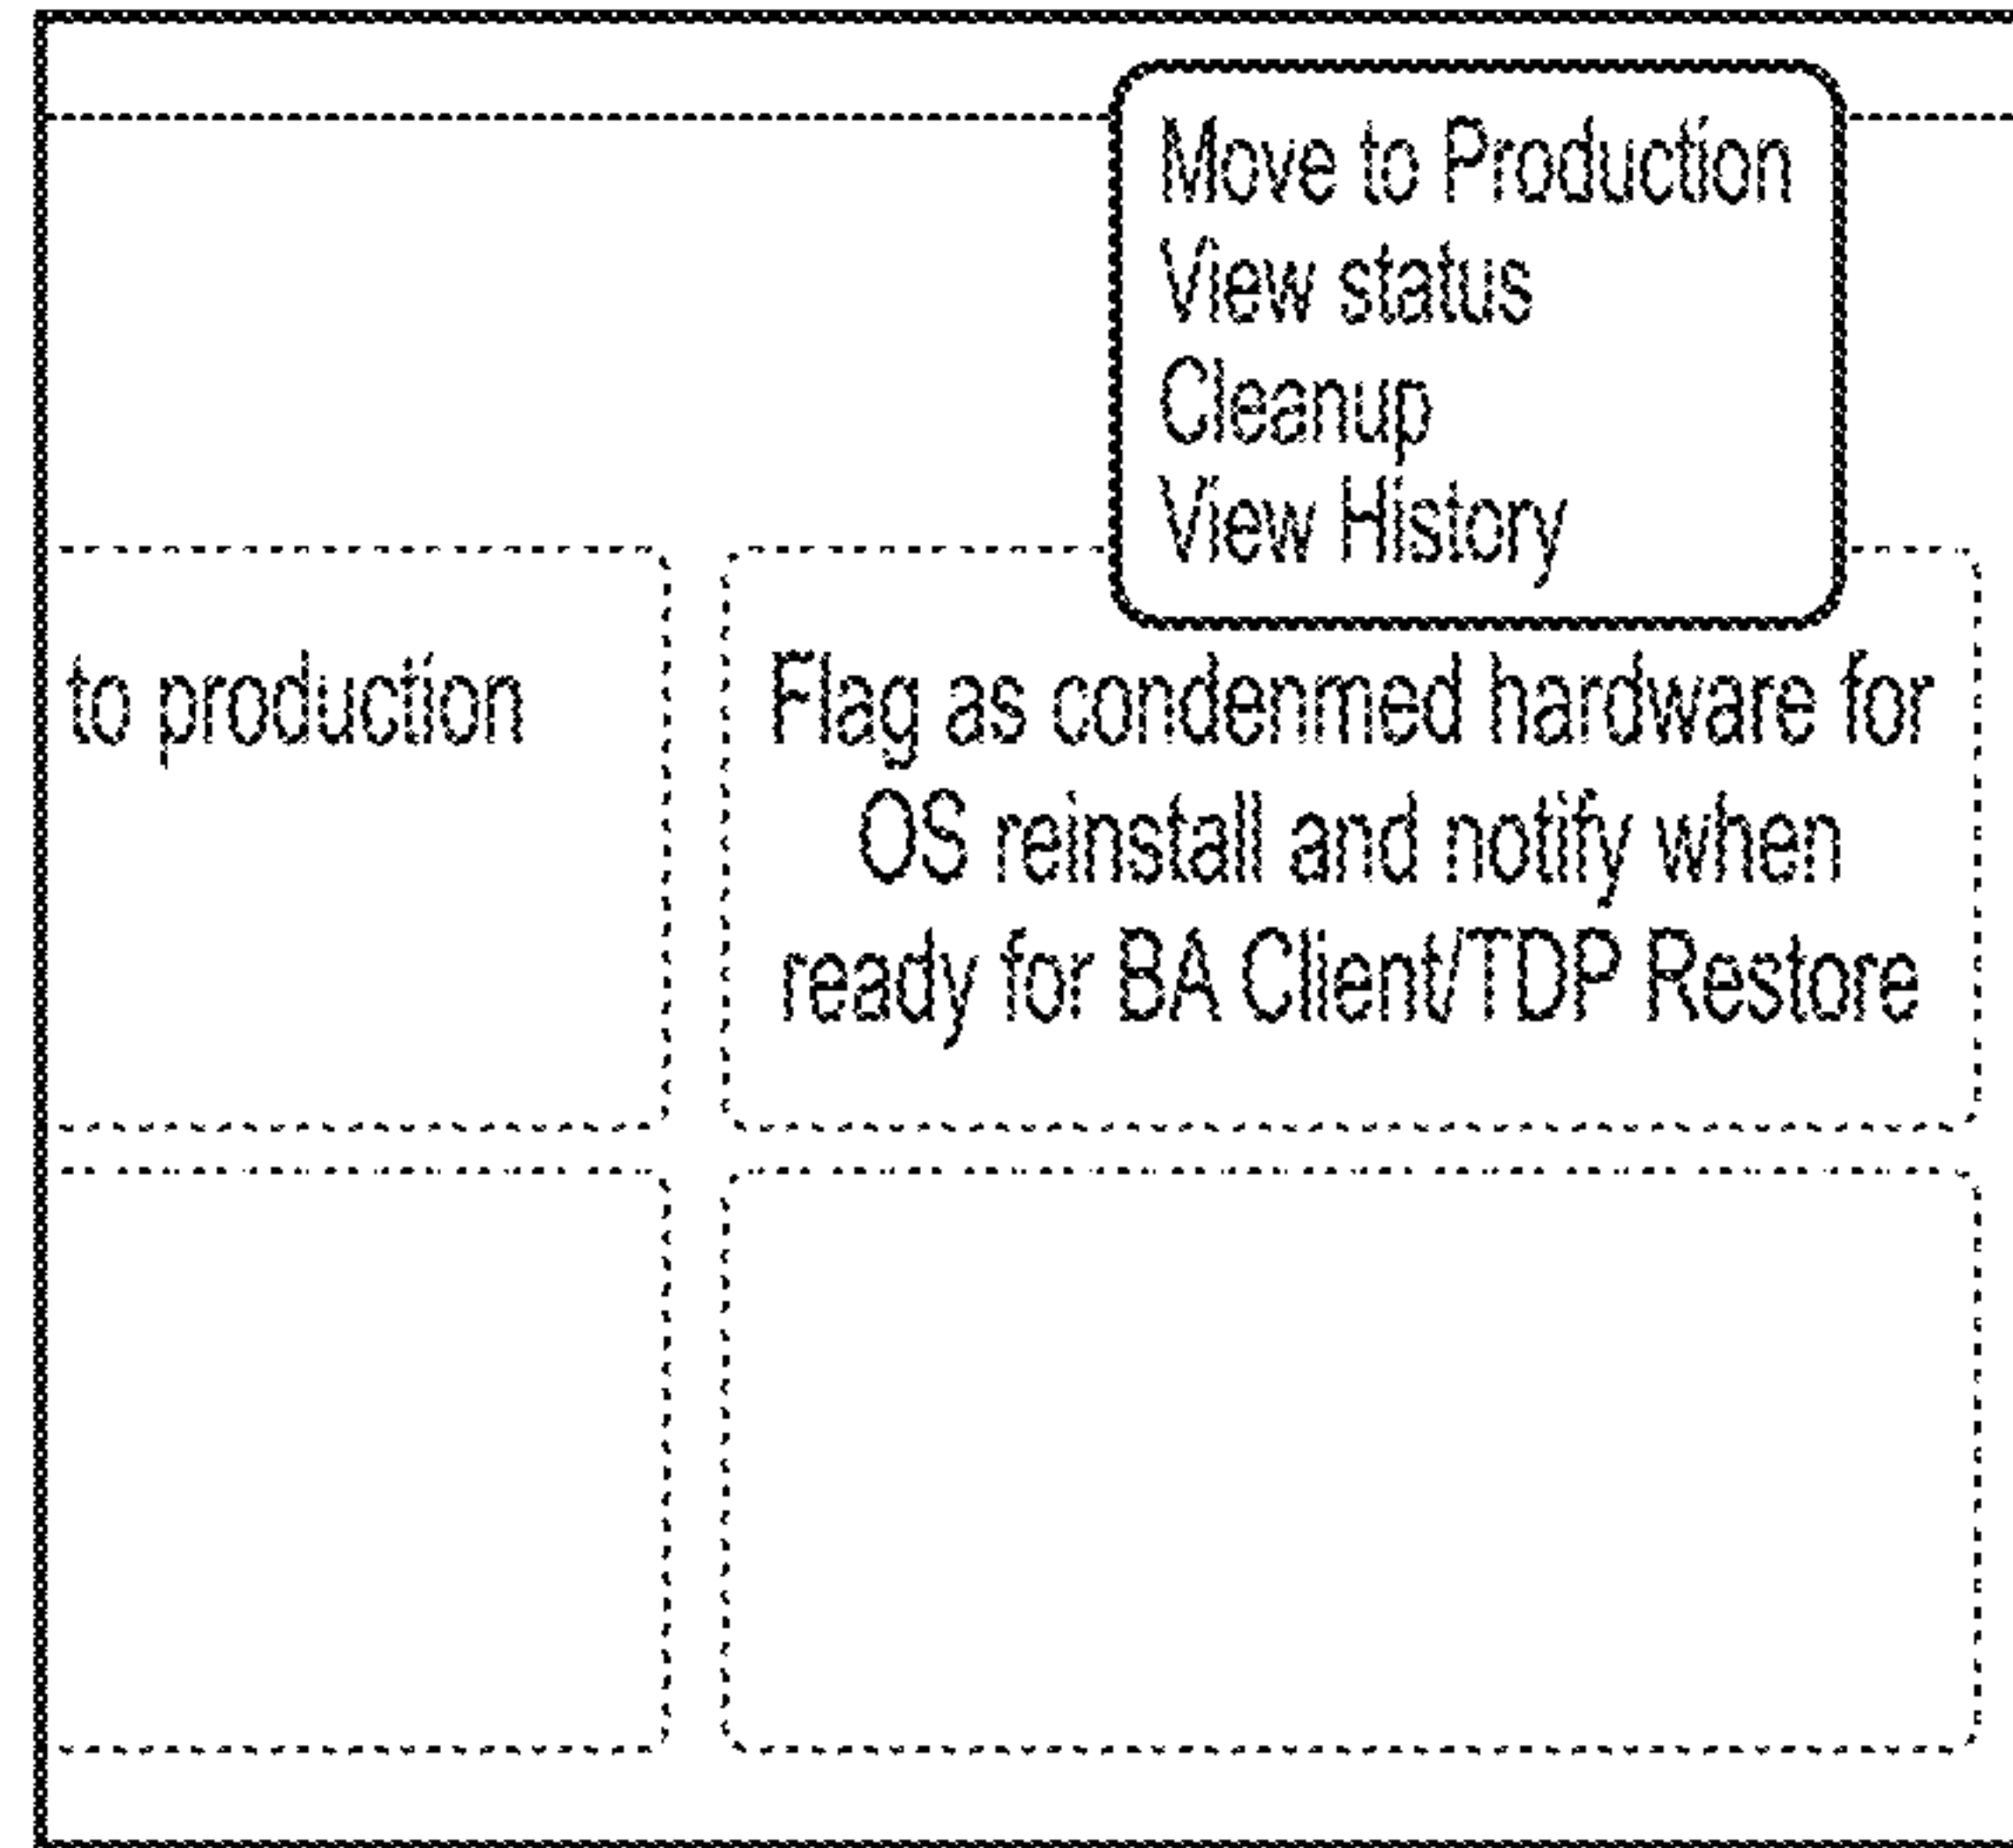 Move to Production
View status
Cleanup
View History
to production
Flag as condenmed hardware for
OS reinstall and notify when
ready for BA Client/TDP Restore